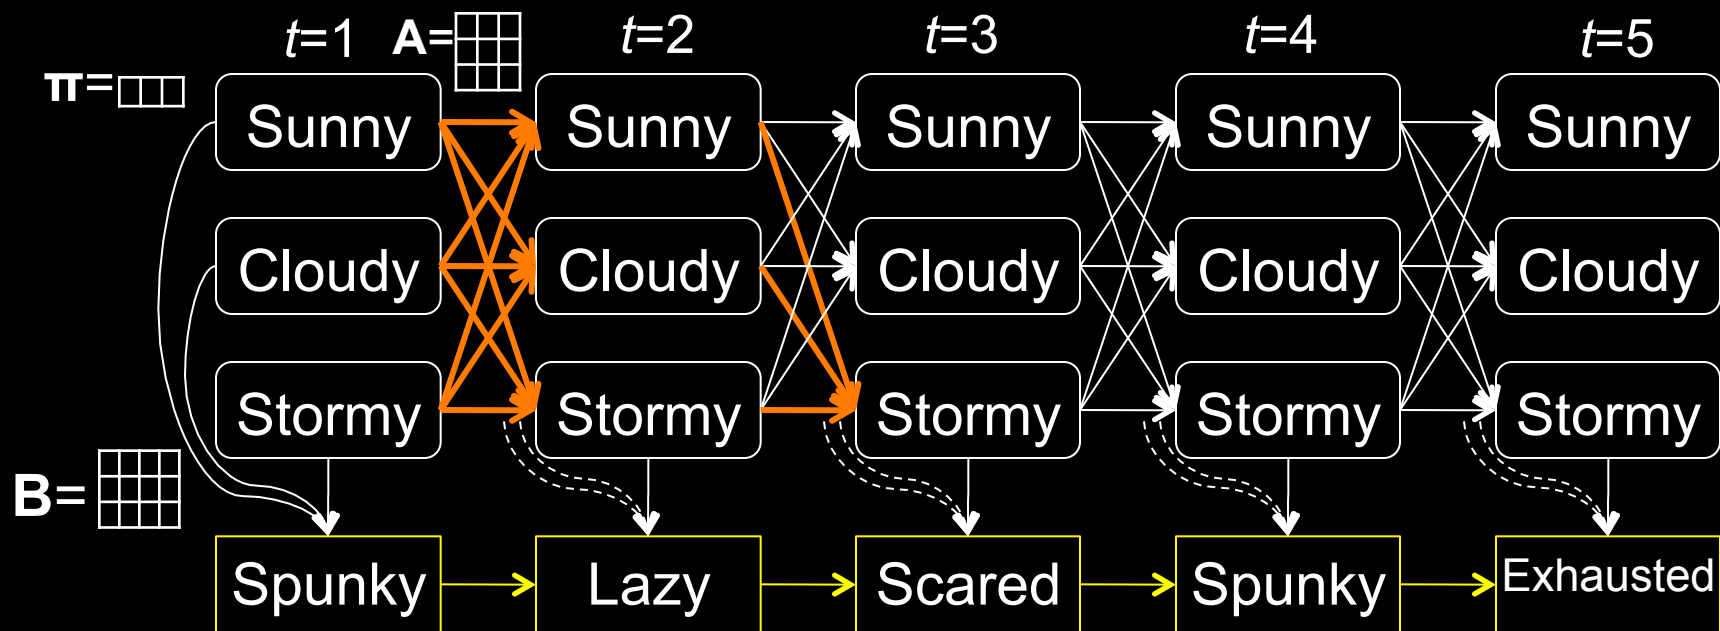 t=1 A= t=2 t=3 t=4 t=5
π=
Sunny Sunny Sunny Sunny Sunny
Cloudy Cloudy Cloudy Cloudy Cloudy
Stormy Stormy Stormy Stormy Stormy
B=
Spunky Lazy Scared Spunky Exhausted